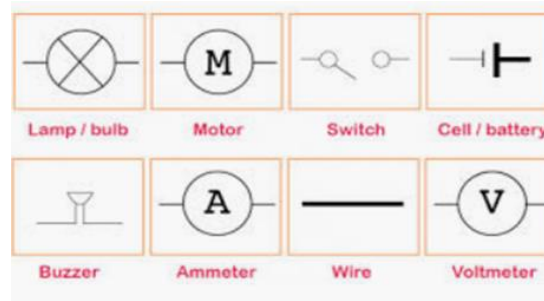 M
Lamp / bulb Motor Switch Cell / battery
A V
Buzzer Ammeter Wire Voltmeter